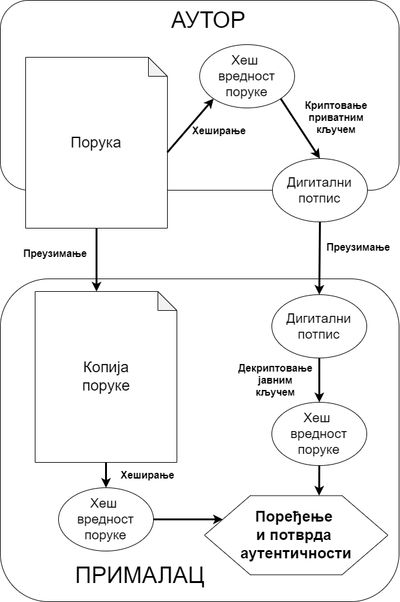 АУТОР
Хеш
вредност
поруке
Порука
Хеширање
Криптовање
приватним
кључем
Дигитални
потпис
Преузимање
Преузимање
Копија
поруке
Дигитални
потпис
Декриптовање
јавним
кључем
Хеш
вредност
поруке
Хеширање
Хеш
вредност
поруке
Поређење
и потврда
аутентичности
ПРИМАЛАЦ